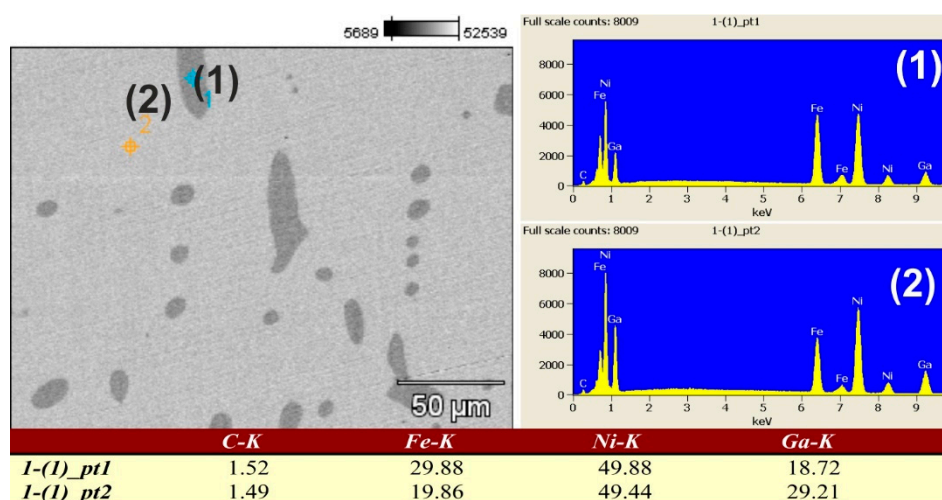 5689 52539
(1)
1
(2)
2
50 µm
Full scale counts: 8009 1-(1)_pt1
(1)
8000
6000
4000
2000
0
C Fe Ni Ga Fe Fe Ni Ni Ga
0 1 2 3 4 5 6 7 8 9
keV
Full scale counts: 8009 1-(1)_pt2
(2)
8000
6000
4000
2000
0
C Fe Ni Ga Fe Fe Ni Ni Ga
0 1 2 3 4 5 6 7 8 9
keV
C-K Fe-K Ni-K Ga-K
1-(1)_pt1 1.52 29.88 49.88 18.72
1-(1)_pt2 1.49 19.86 49.44 29.21